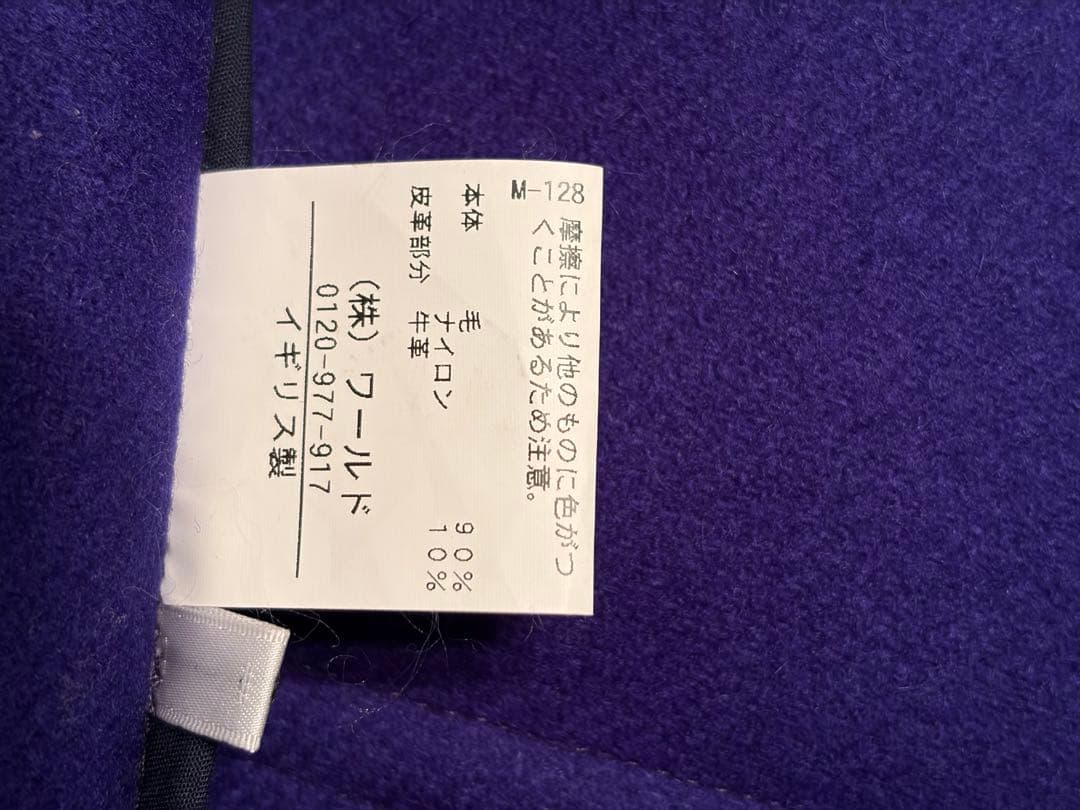 M-128
摩擦により他のものに色がつ
くことがあるため注意。
本体 毛 90%
ナイロン 10%
皮革部分 牛革
(株)ワールド
0120-977-917
イギリス製